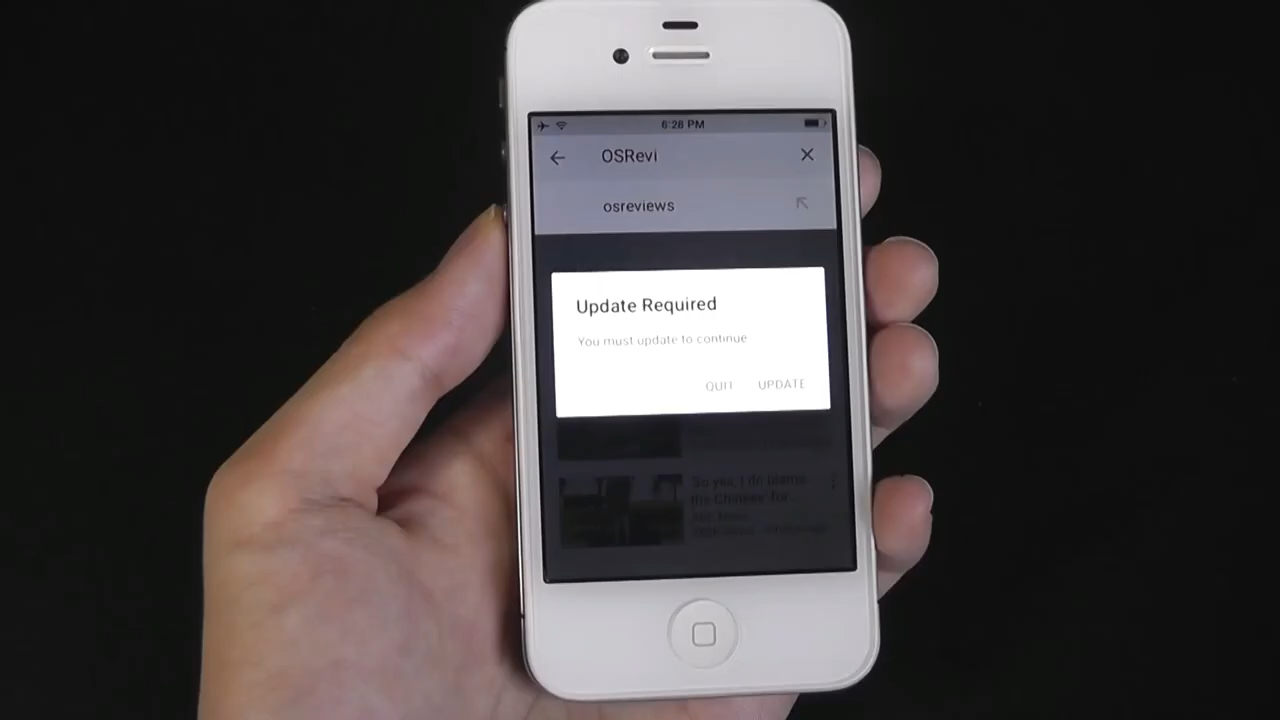 6:28 PM
OSRevi
osreviews
Update Required
You must update to continue
QUIT UPDATE
So yes, I do blame
the Chinese for